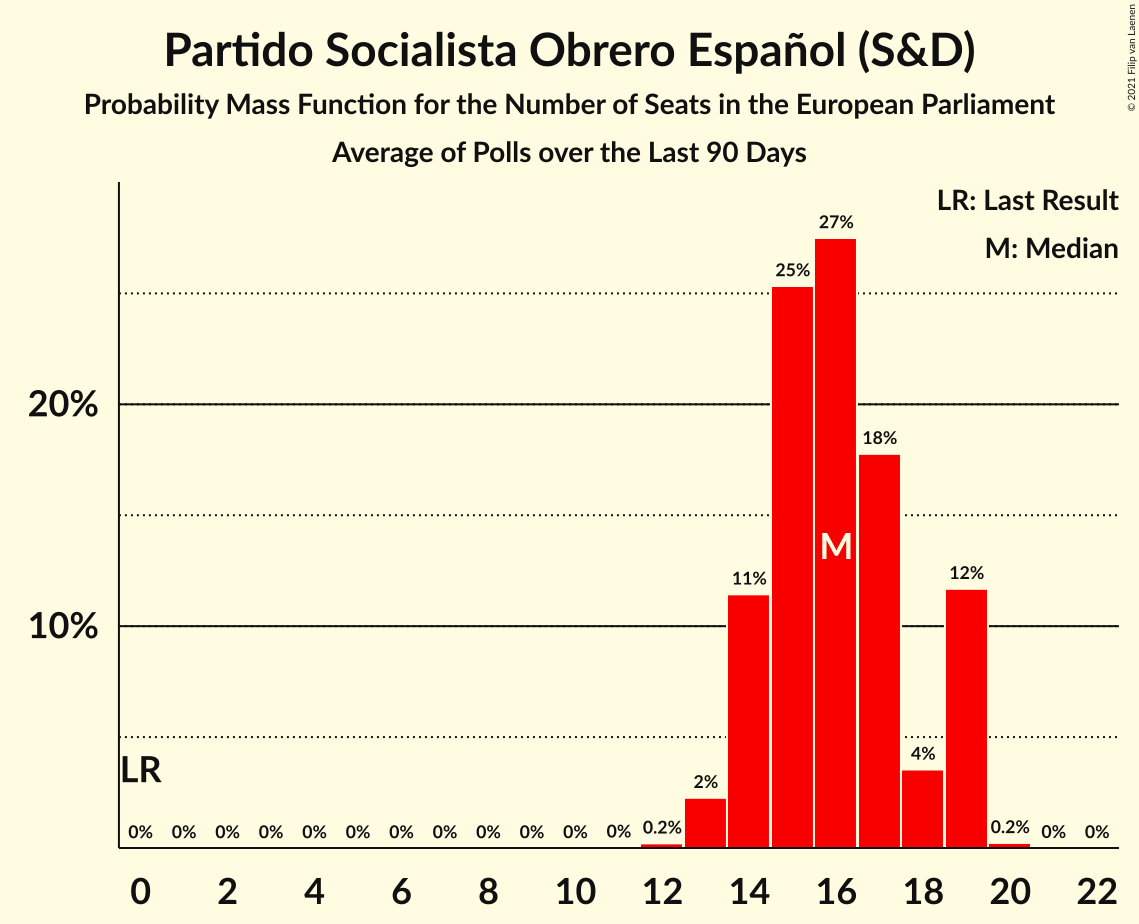 Partido Socialista Obrero Español (S&D)
Probability Mass Function for the Number of Seats in the European Parliament
Average of Polls over the Last 90 Days
© 2021 Filip van Laenen
LR: Last Result
M: Median
27%
25%
20%
18%
M
12%
11%
10%
4%
LR
2%
0% 0% 0% 0% 0% 0% 0% 0% 0% 0% 0% 0% 0.2% 0.2% 0% 0%
0 2 4 6 8 10 12 14 16 18 20 22